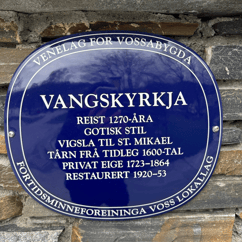 VENELAG FOR VOSSABYGDA
VANGSKYRKJA
REIST 1270-ÅRA
GOTISK STIL
VIGSLA TIL ST. MIKAEL
TÅRN FRÅ TIDLEG 1600-TAL
PRIVAT EIGE 1723–1864
RESTAURERT 1920–53
FORTIDSMINNEFOREININGA VOSS LOKALLAG